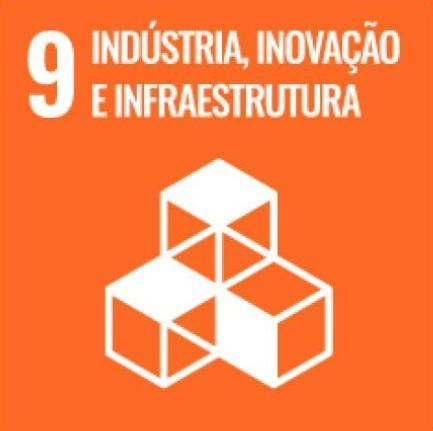 9 INDÚSTRIA, INOVAÇÃO
E INFRAESTRUTURA